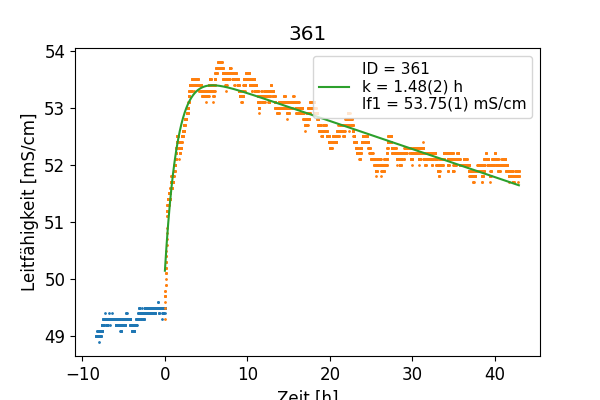 361
Leitfähigkeit [mS/cm]
54
53
52
51
50
49
ID = 361
k = 1.48(2) h
lf1 = 53.75(1) mS/cm
−10 0 10 20 30 40
Zeit [h]